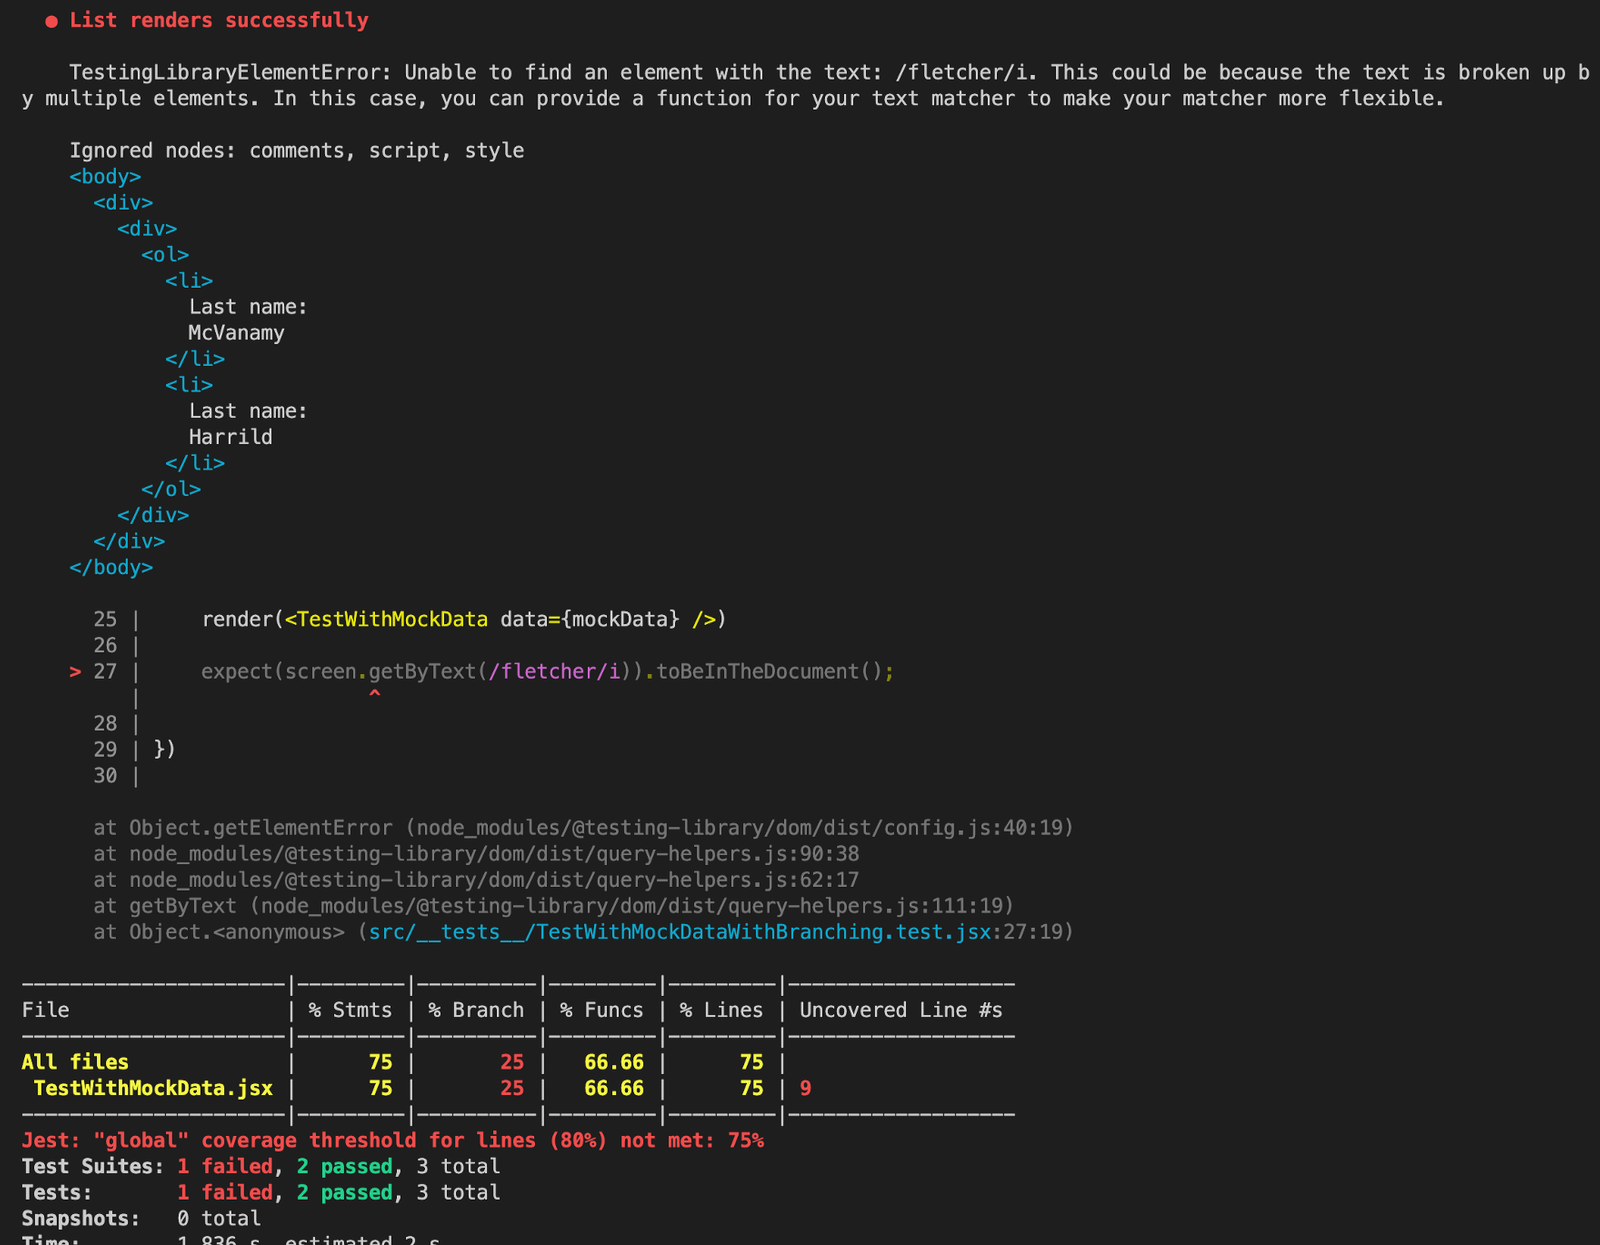 ● List renders successfully
TestingLibraryElementError: Unable to find an element with the text: /fletcher/i. This could be because the text is broken up b
y multiple elements. In this case, you can provide a function for your text matcher to make your matcher more flexible.
Ignored nodes: comments, script, style
<body>
<div>
<div>
<ol>
<li>
Last name:
McVanamy
</li>
<li>
Last name:
Harrild
</li>
</ol>
</div>
</div>
</body>
25 |     render(<TestWithMockData data={mockData} />)
26 |
> 27 |     expect(screen.getByText(/fletcher/i)).toBeInTheDocument();
|                   ^
28 |
29 | })
30 |
at Object.getElementError (node_modules/@testing-library/dom/dist/config.js:40:19)
at node_modules/@testing-library/dom/dist/query-helpers.js:90:38
at node_modules/@testing-library/dom/dist/query-helpers.js:62:17
at getByText (node_modules/@testing-library/dom/dist/query-helpers.js:111:19)
at Object.<anonymous> (src/__tests__/TestWithMockDataWithBranching.test.jsx:27:19)
----------------------|---------|----------|---------|---------|-------------------
File                  | % Stmts | % Branch | % Funcs | % Lines | Uncovered Line #s
----------------------|---------|----------|---------|---------|-------------------
All files             |      75 |       25 |   66.66 |      75 |
TestWithMockData.jsx |      75 |       25 |   66.66 |      75 | 9
----------------------|---------|----------|---------|---------|-------------------
Jest: "global" coverage threshold for lines (80%) not met: 75%
Test Suites: 1 failed, 2 passed, 3 total
Tests:       1 failed, 2 passed, 3 total
Snapshots:   0 total
Time:        1.836 s, estimated 2 s